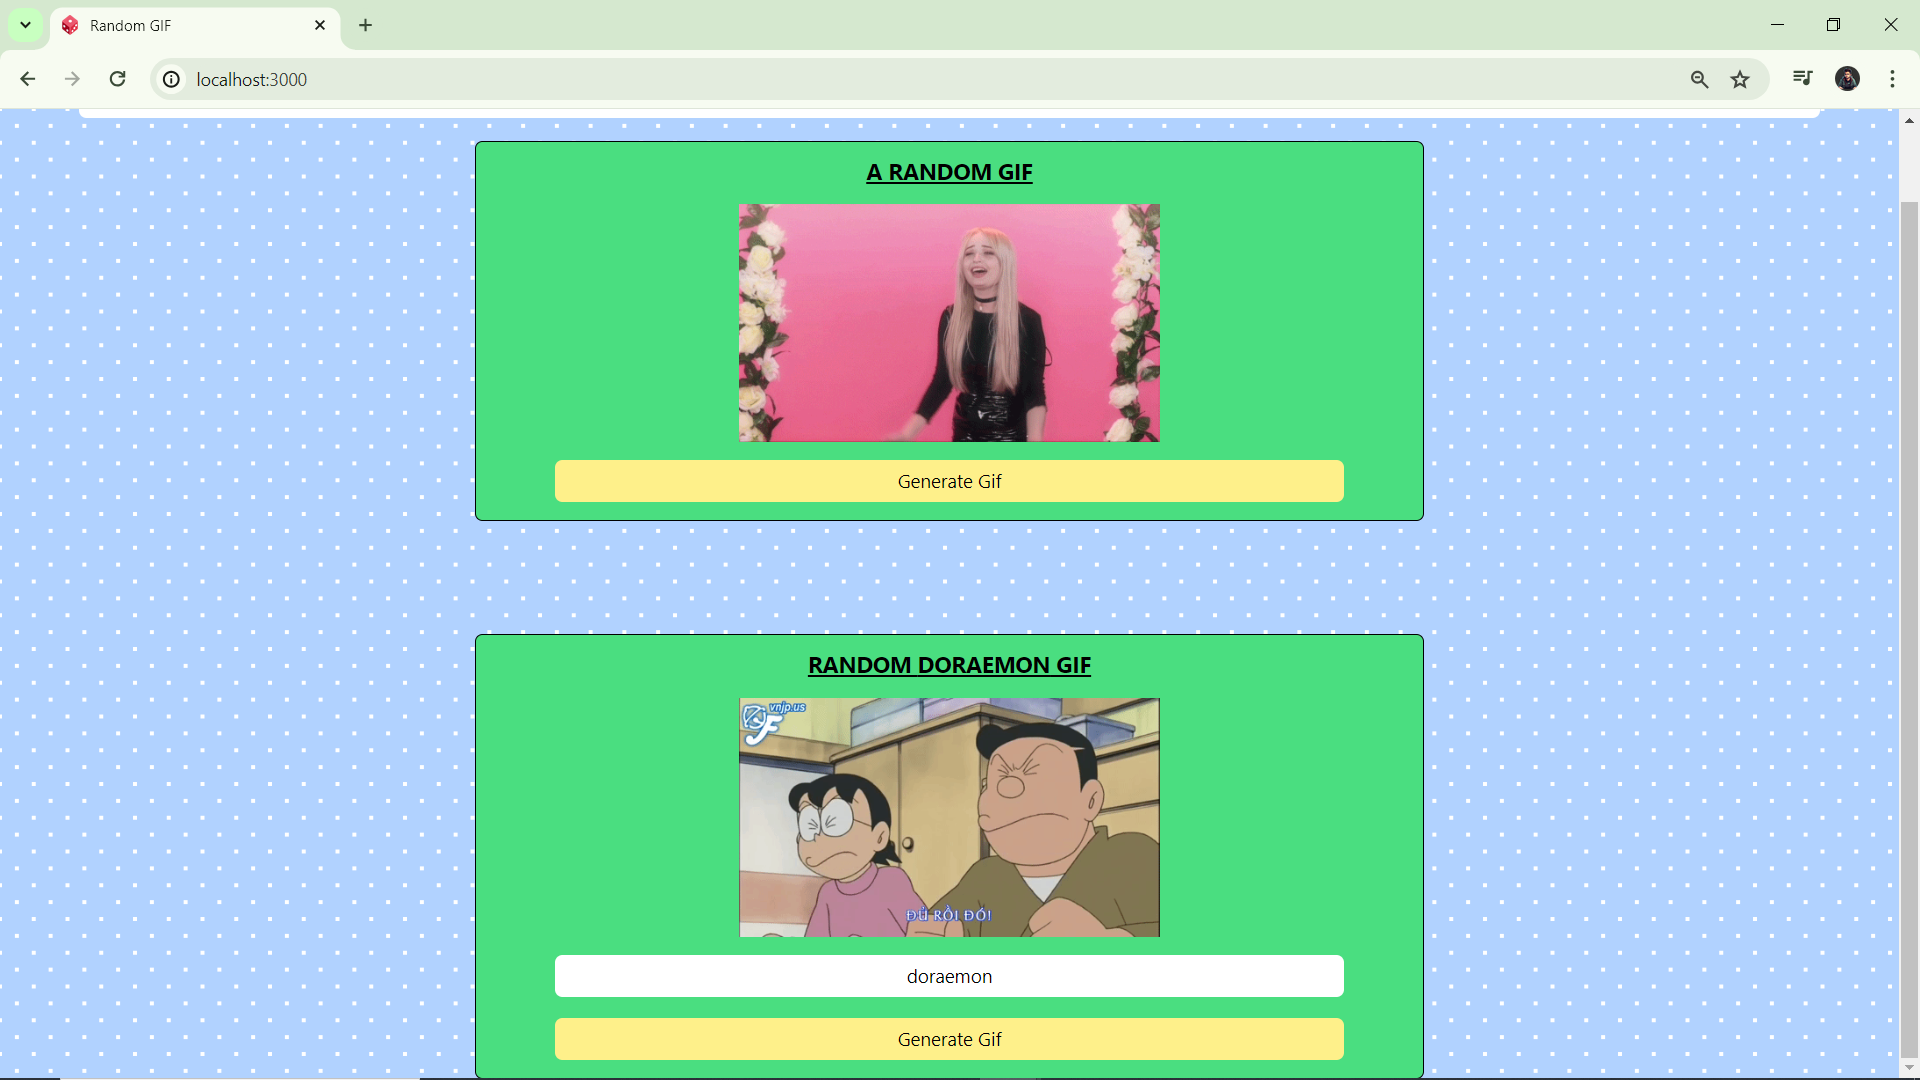 Random GIF
localhost:3000
A RANDOM GIF
Generate Gif
RANDOM DORAEMON GIF
vnjp.us
F
ĐỦ RỒI ĐÓ!
doraemon
Generate Gif